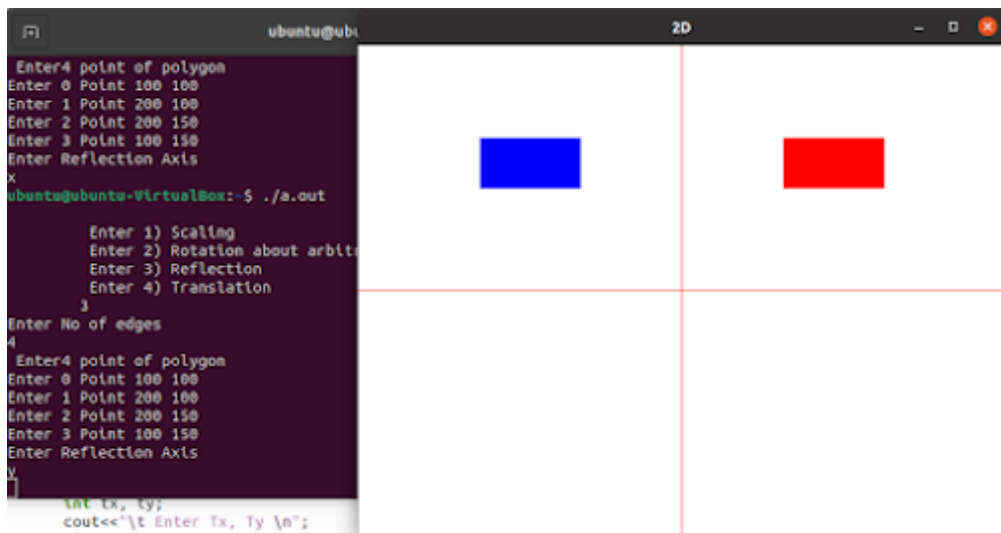 ubuntu@ubu
2D
Enter4 point of polygon
Enter 0 Point 100 100
Enter 1 Point 200 100
Enter 2 Point 200 150
Enter 3 Point 100 150
Enter Reflection Axis
x
ubuntu@ubuntu-VirtualBox:~$ ./a.out
Enter 1) Scaling
Enter 2) Rotation about arbit
Enter 3) Reflection
Enter 4) Translation
3
Enter No of edges
4
Enter4 point of polygon
Enter 0 Point 100 100
Enter 1 Point 200 100
Enter 2 Point 200 150
Enter 3 Point 100 150
Enter Reflection Axis
y
int tx, ty;
cout<<"\t Enter Tx, Ty \n";